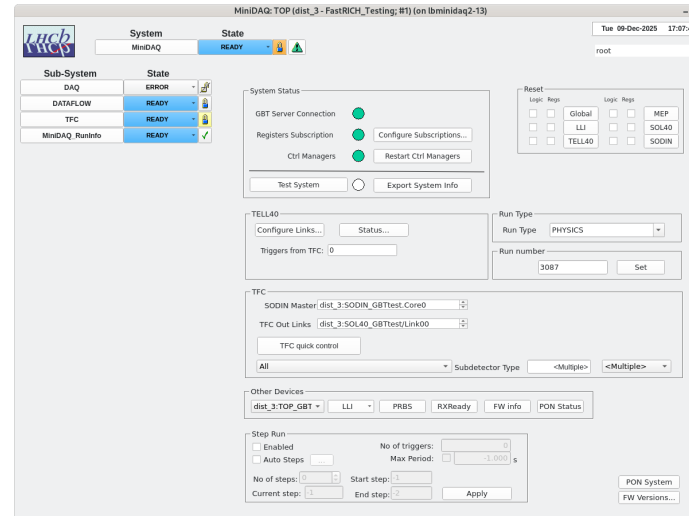 MiniDAQ: TOP (dist_3 - FastRICH_Testing; #1) (on lbminidaq2-13)
LHCb
System State
MiniDAQ READY
Tue 09-Dec-2025 17:07:
root
Sub-System State
DAQ ERROR
DATAFLOW READY
TFC READY
MiniDAQ_RunInfo READY
System Status
GBT Server Connection
Registers Subscription Configure Subscriptions...
Ctrl Managers Restart Ctrl Managers
Test System Export System Info
Reset
Logic Regs Logic Regs
Global MEP
LLI SOL40
TELL40 SODIN
TELL40
Configure Links... Status...
Triggers from TFC: 0
Run Type
Run Type PHYSICS
Run number
3087 Set
TFC
SODIN Master dist_3:SODIN_GBTtest.Core0
TFC Out Links dist_3:SOL40_GBTtest/Link00
TFC quick control
All Subdetector Type <Multiple> <Multiple>
Other Devices
dist_3:TOP_GBT LLI PRBS RXReady FW info PON Status
Step Run
Enabled No of triggers: 0
Auto Steps ... Max Period: -1.000 s
No of steps: 0 Start step: -1
Current step: -1 End step: -2 Apply
PON System
FW Versions...